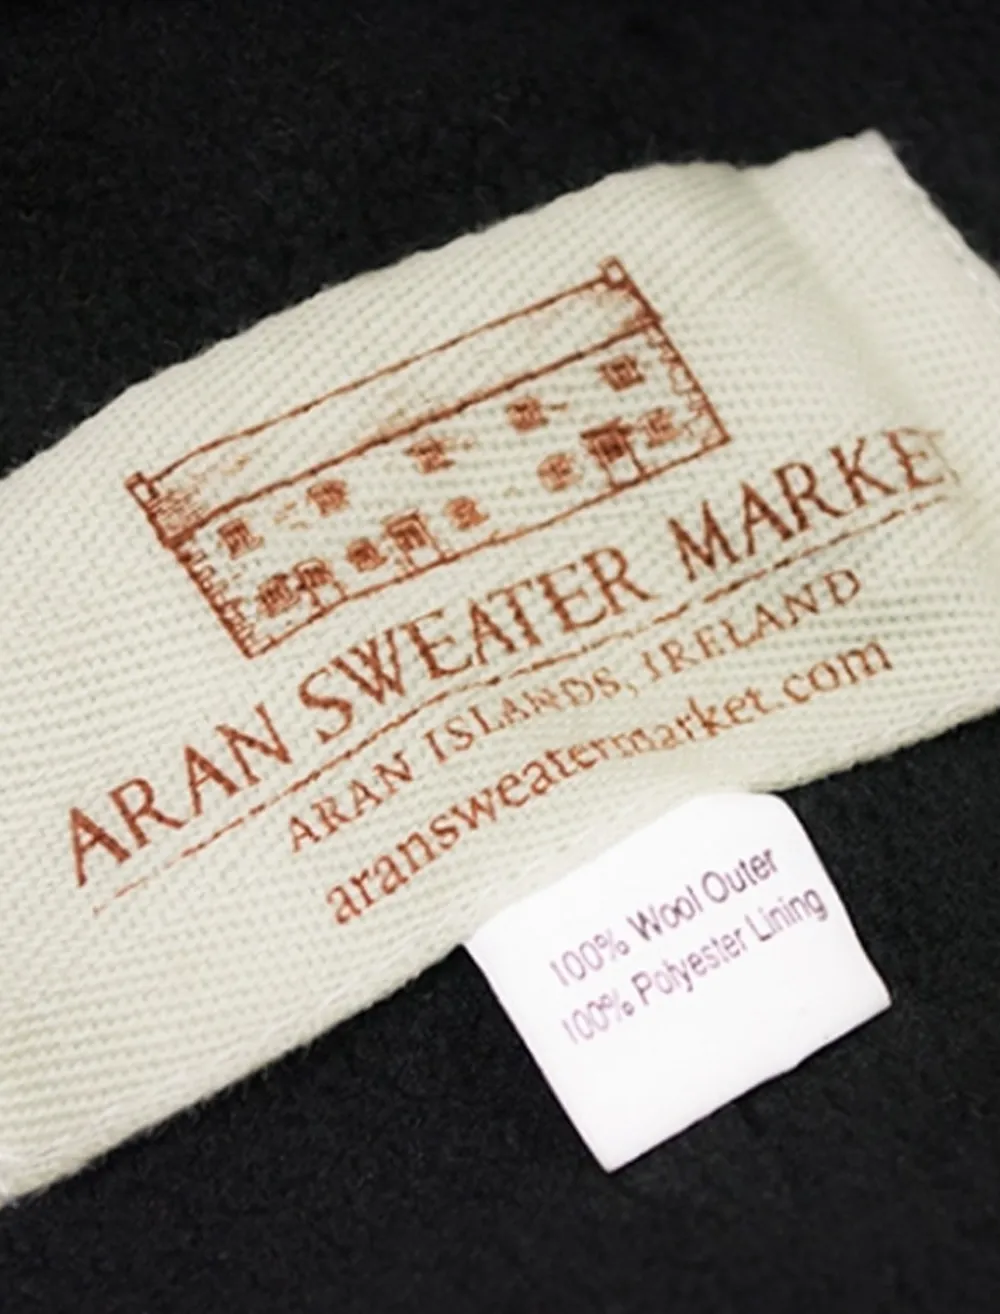 ARAN SWEATER MARKET
ARAN ISLANDS, IRELAND
aransweatermarket.com
100% Wool Outer
100% Polyester Lining